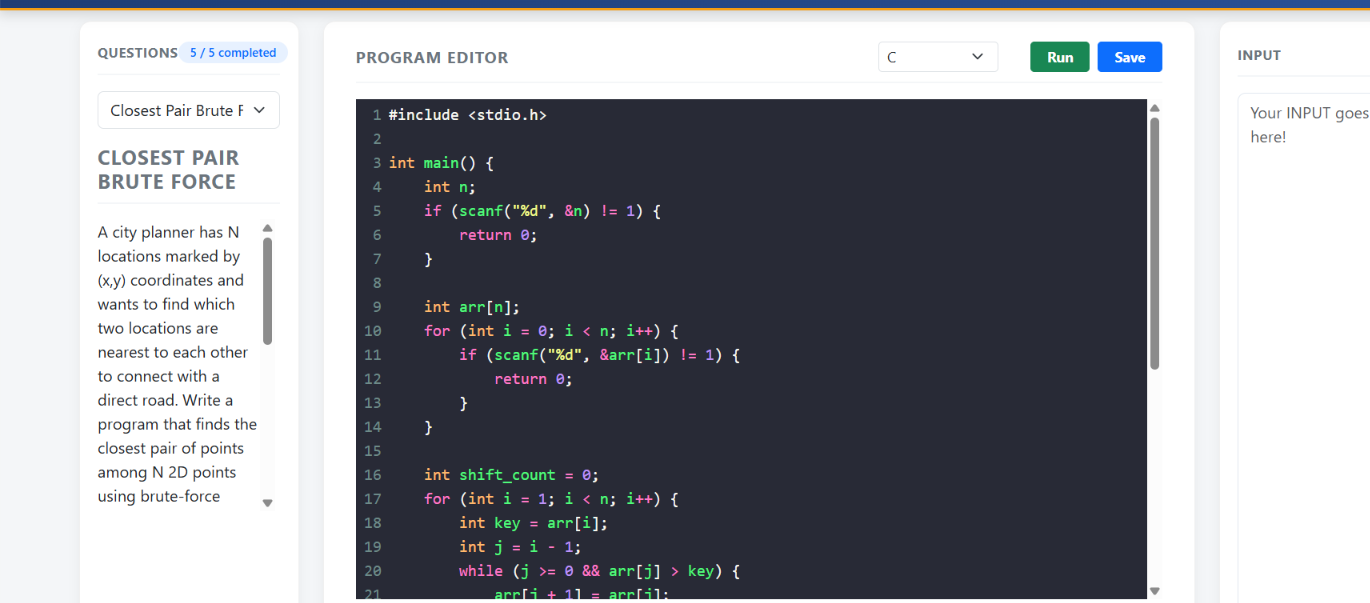 QUESTIONS 5 / 5 completed
Closest Pair Brute F
CLOSEST PAIR
BRUTE FORCE
A city planner has N
locations marked by
(x,y) coordinates and
wants to find which
two locations are
nearest to each other
to connect with a
direct road. Write a
program that finds the
closest pair of points
among N 2D points
using brute-force
PROGRAM EDITOR
C
Run
Save
1 #include <stdio.h>
2
3 int main() {
4     int n;
5     if (scanf("%d", &n) != 1) {
6         return 0;
7     }
8
9     int arr[n];
10     for (int i = 0; i < n; i++) {
11         if (scanf("%d", &arr[i]) != 1) {
12             return 0;
13         }
14     }
15
16     int shift_count = 0;
17     for (int i = 1; i < n; i++) {
18         int key = arr[i];
19         int j = i - 1;
20         while (j >= 0 && arr[j] > key) {
21             arr[j + 1] = arr[j];
INPUT
Your INPUT goes
here!